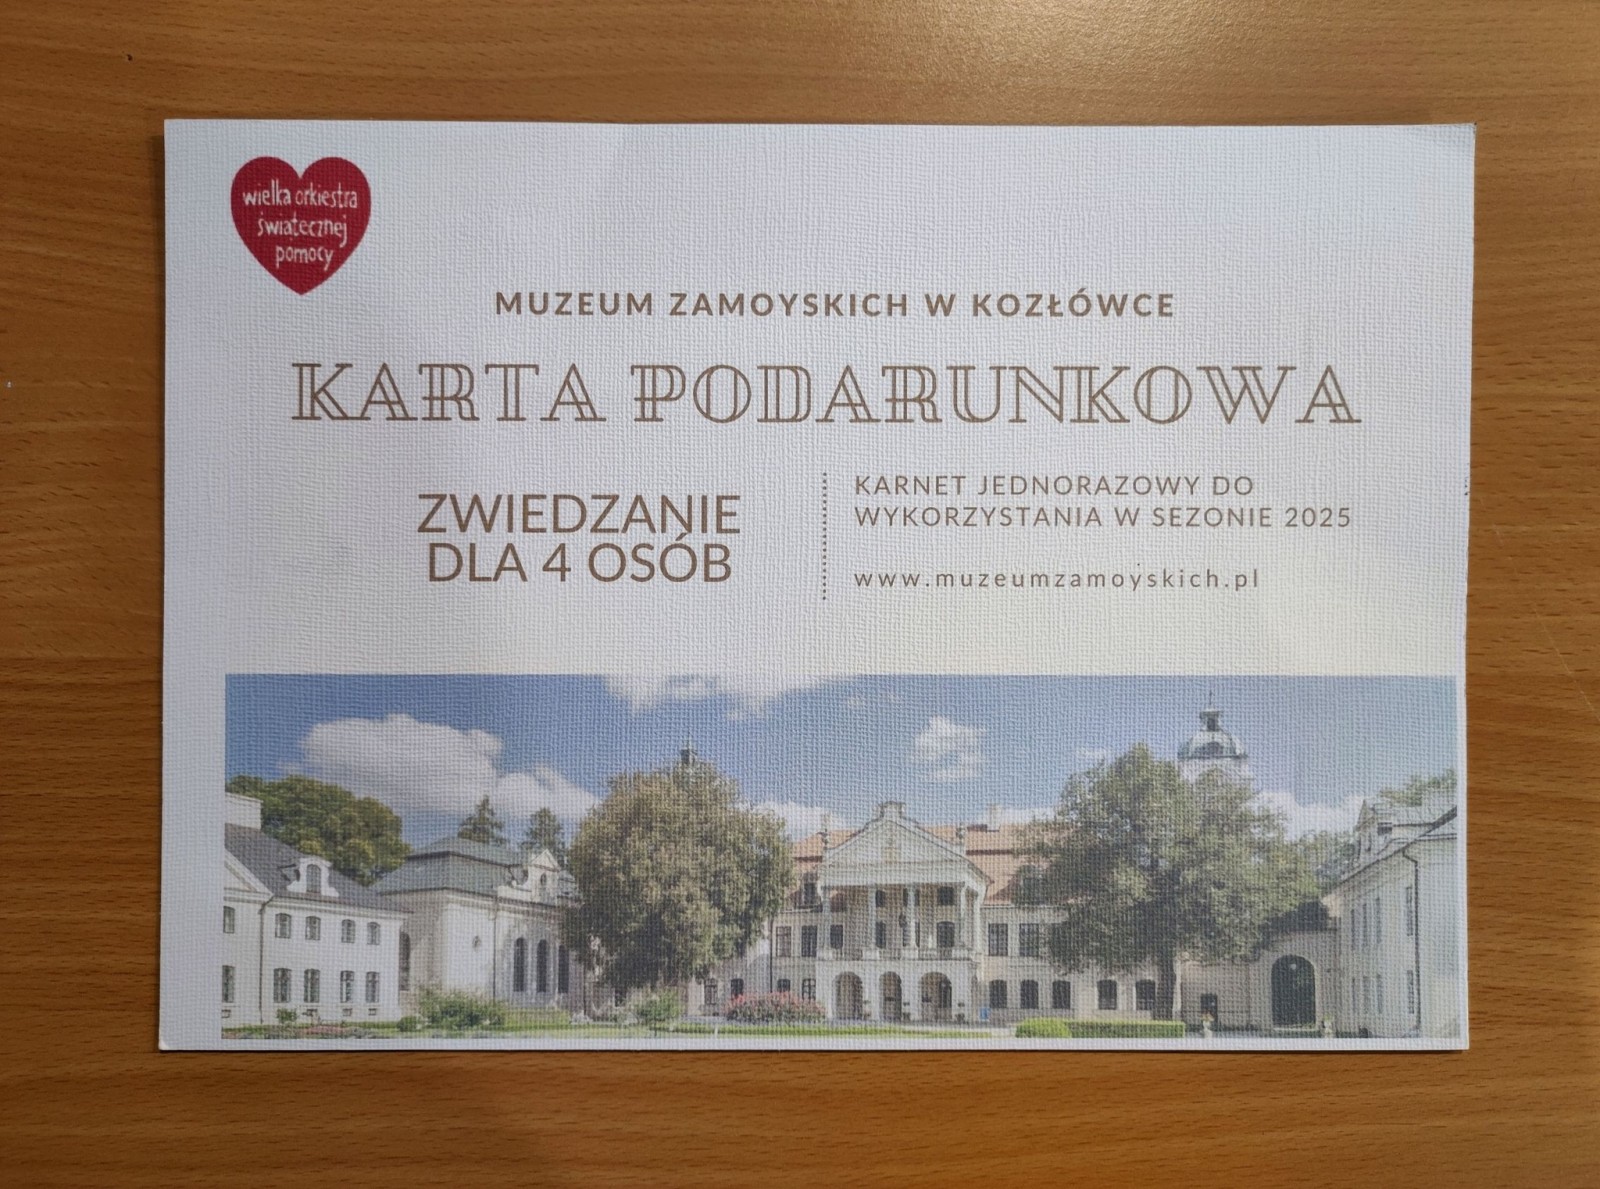 wielka orkiestra
świątecznej
pomocy
MUZEUM ZAMOYSKICH W KOZŁÓWCE
KARTA PODARUNKOWA
ZWIEDZANIE
DLA 4 OSÓB
KARNET JEDNORAZOWY DO
WYKORZYSTANIA W SEZONIE 2025
www.muzeumzamoyskich.pl